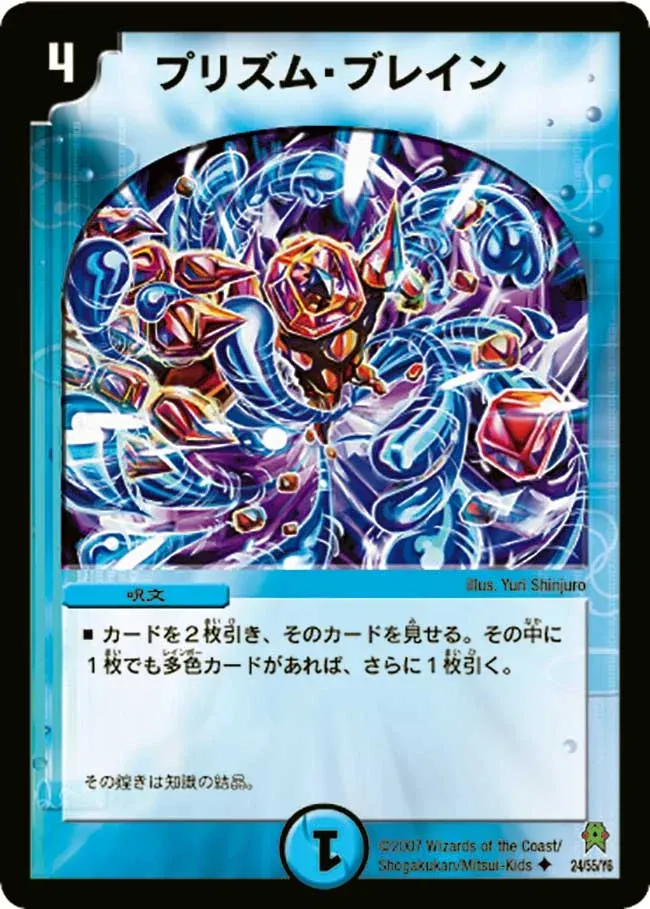 4
プリズム・ブレイン
illus. Yuri Shinjuro
呪文
■ カードを2枚引き、そのカードを見せる。その中に
1枚でも多色カードがあれば、さらに1枚引く。
その煌きは知識の結晶。
1
©2007 Wizards of the Coast/
Shogakukan/Mitsui-Kids
24/55/Y6